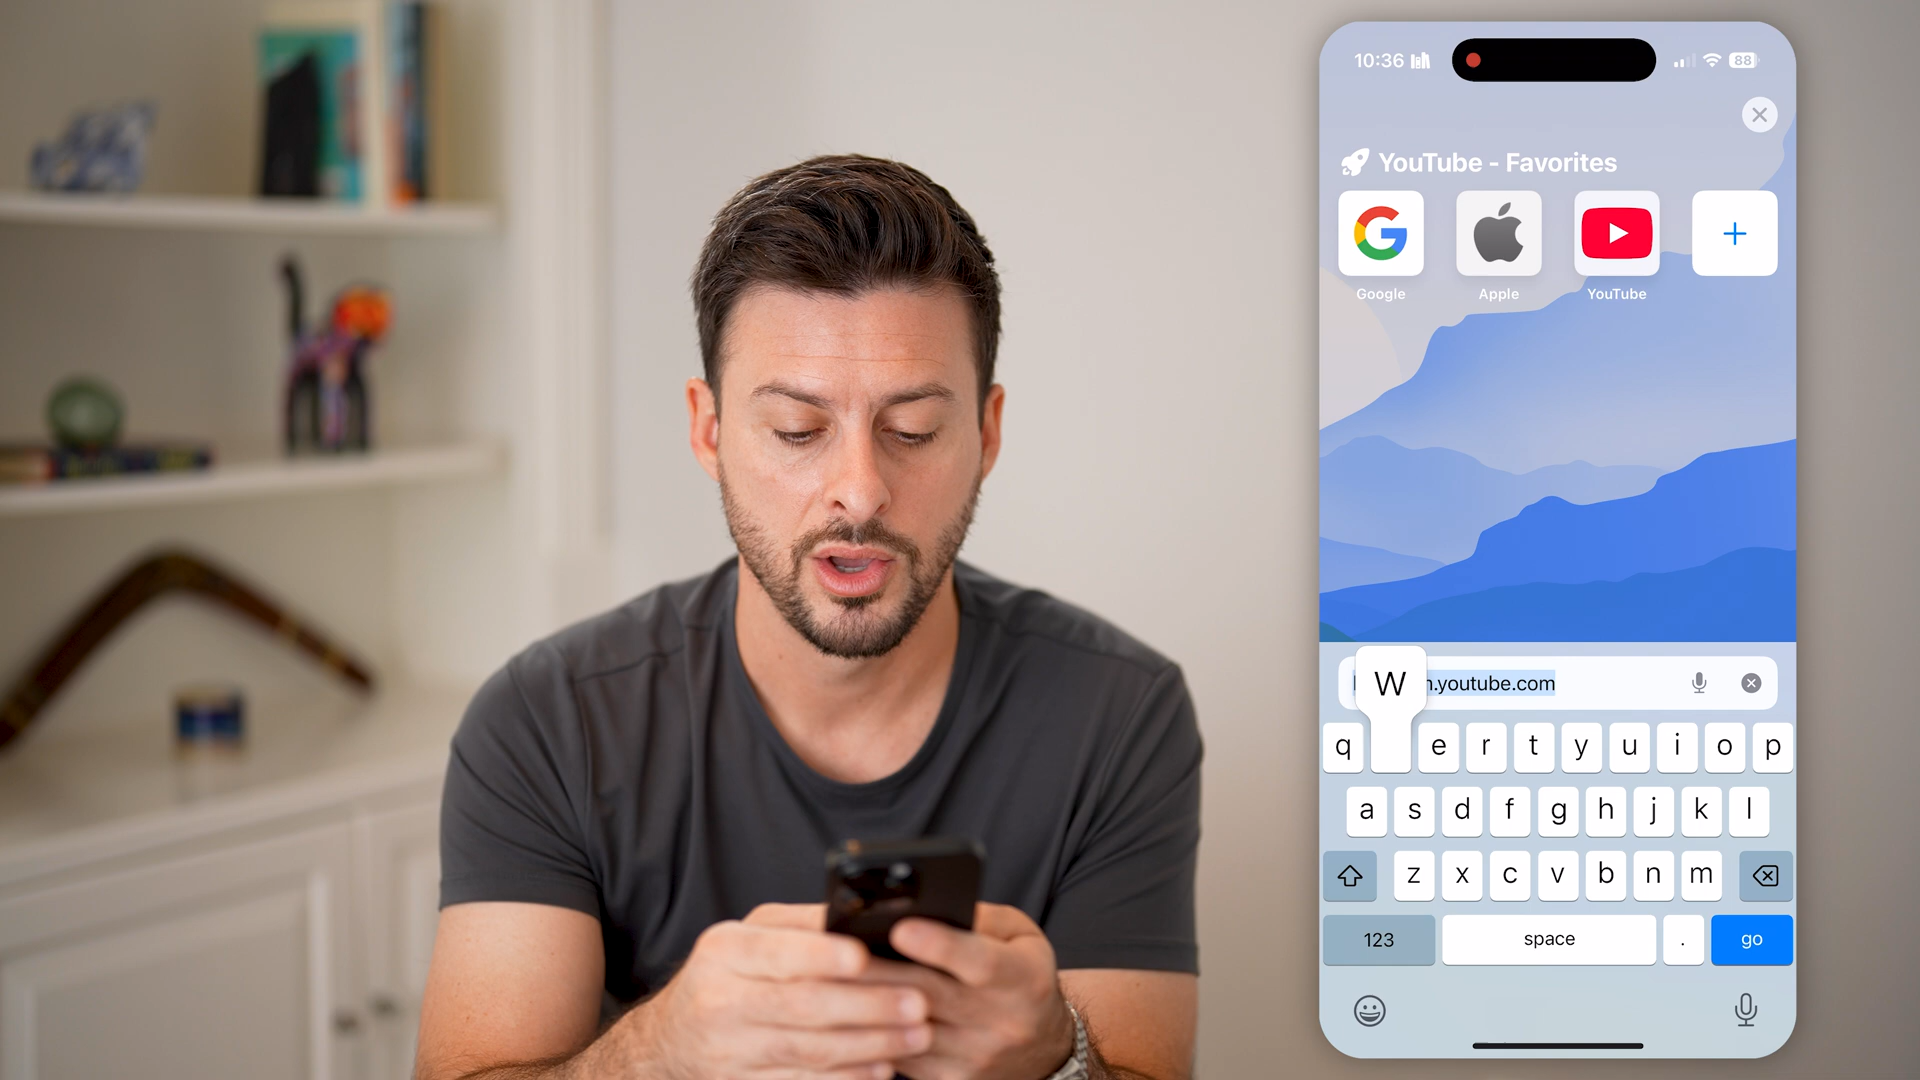 10:36
88
YouTube - Favorites
Google Apple YouTube
W .youtube.com
q e r t y u i o p
a s d f g h j k l
z x c v b n m
123 space . go